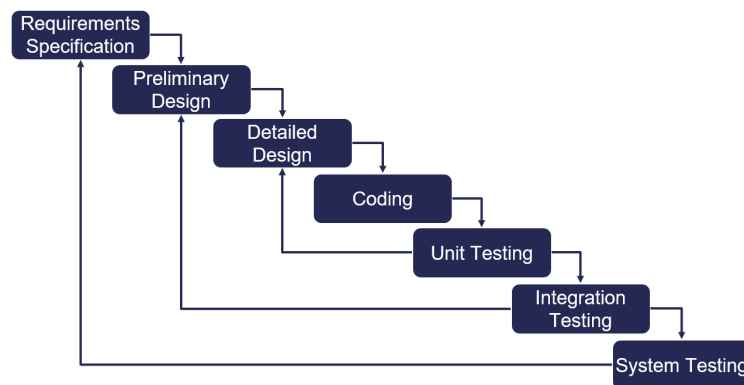 Requirements
Specification
Preliminary
Design
Detailed
Design
Coding
Unit Testing
Integration
Testing
System Testing